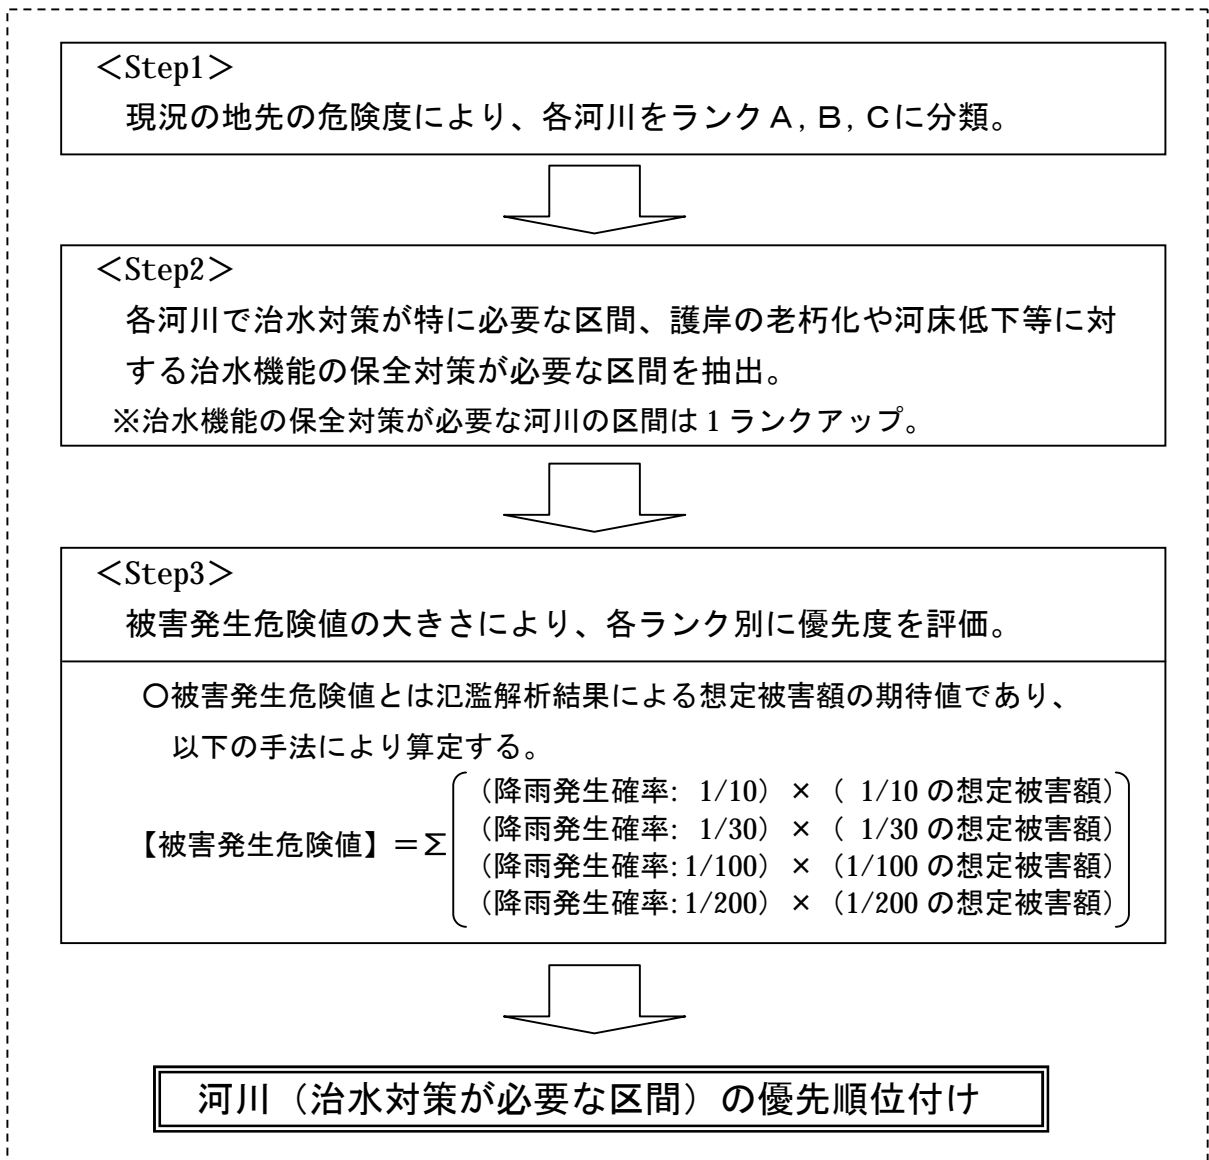 ＜Step1＞
現況の地先の危険度により、各河川をランクＡ,Ｂ,Ｃに分類。
＜Step2＞
各河川で治水対策が特に必要な区間、護岸の老朽化や河床低下等に対
する治水機能の保全対策が必要な区間を抽出。
※治水機能の保全対策が必要な河川の区間は１ランクアップ。
＜Step3＞
被害発生危険値の大きさにより、各ランク別に優先度を評価。
○被害発生危険値とは氾濫解析結果による想定被害額の期待値であり、
以下の手法により算定する。
【被害発生危険値】＝Σ
（降雨発生確率: 1/10）×（ 1/10 の想定被害額）
（降雨発生確率: 1/30）×（ 1/30 の想定被害額）
（降雨発生確率: 1/100）×（1/100 の想定被害額）
（降雨発生確率: 1/200）×（1/200 の想定被害額）
河川（治水対策が必要な区間）の優先順位付け